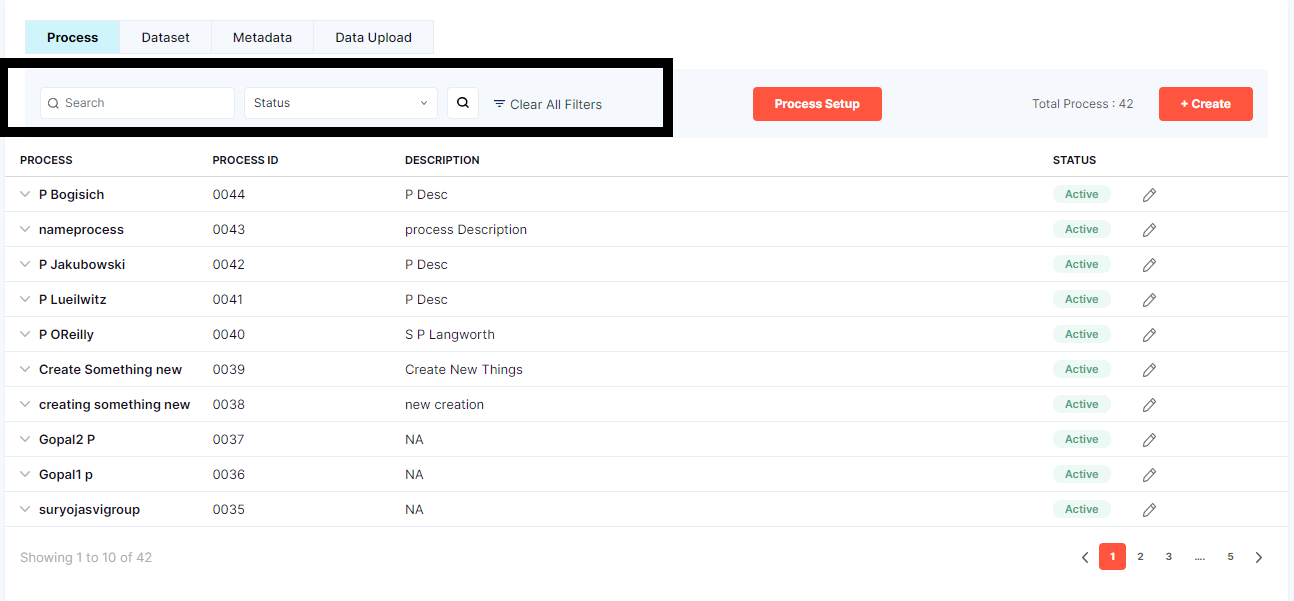 Process Dataset Metadata Data Upload
Search Status Clear All Filters Process Setup Total Process : 42 + Create
PROCESS PROCESS ID DESCRIPTION STATUS
P Bogisich 0044 P Desc Active
nameprocess 0043 process Description Active
P Jakubowski 0042 P Desc Active
P Lueilwitz 0041 P Desc Active
P OReilly 0040 S P Langworth Active
Create Something new 0039 Create New Things Active
creating something new 0038 new creation Active
Gopal2 P 0037 NA Active
Gopal1 p 0036 NA Active
suryojasvigroup 0035 NA Active
Showing 1 to 10 of 42 1 2 3 .... 5